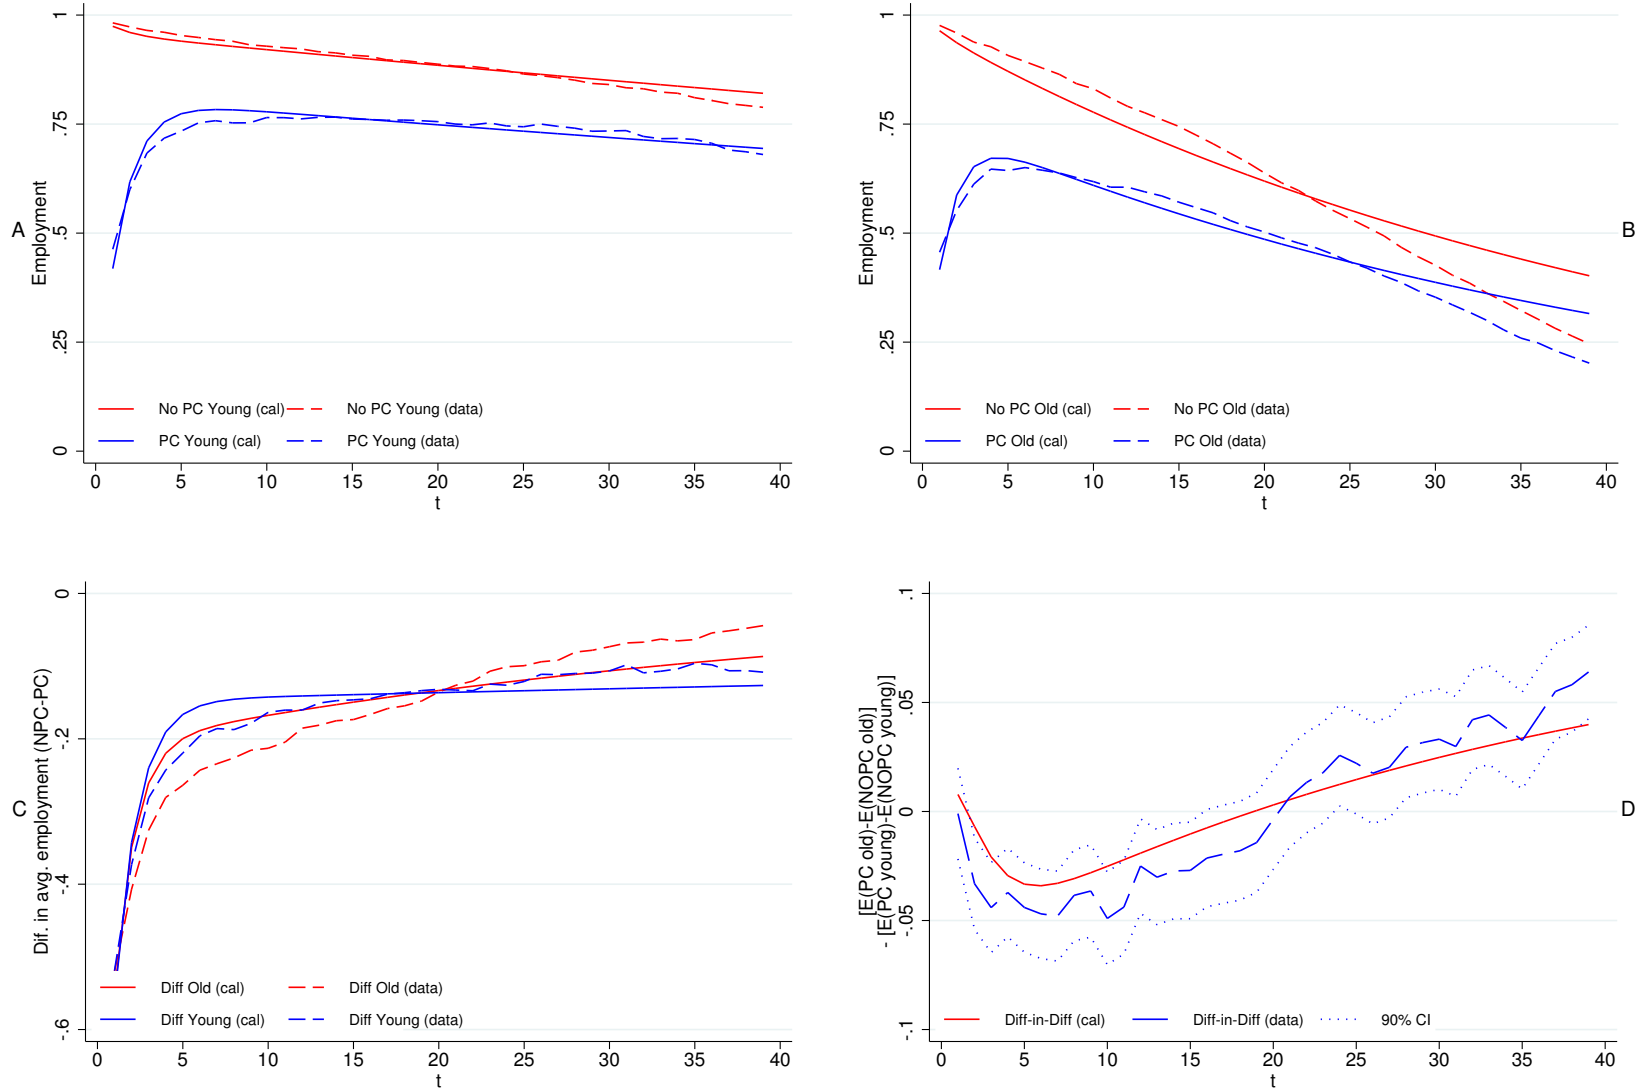 A
Employment
0
.25
.5
.75
1
No PC Young (cal)
No PC Young (data)
PC Young (cal)
PC Young (data)
0 5 10 15 20 25 30 35 40
t
B
Employment
0
.25
.5
.75
1
No PC Old (cal)
No PC Old (data)
PC Old (cal)
PC Old (data)
0 5 10 15 20 25 30 35 40
t
C
Dif. in avg. employment (NPC-PC)
-.6
-.4
-.2
0
Diff Old (cal)
Diff Old (data)
Diff Young (cal)
Diff Young (data)
0 5 10 15 20 25 30 35 40
t
D
[E(PC old)-E(NOPC old)]
- [E(PC young)-E(NOPC young)]
-.1
-.05
0
.05
.1
Diff-in-Diff (cal)
Diff-in-Diff (data)
90% CI
0 5 10 15 20 25 30 35 40
t